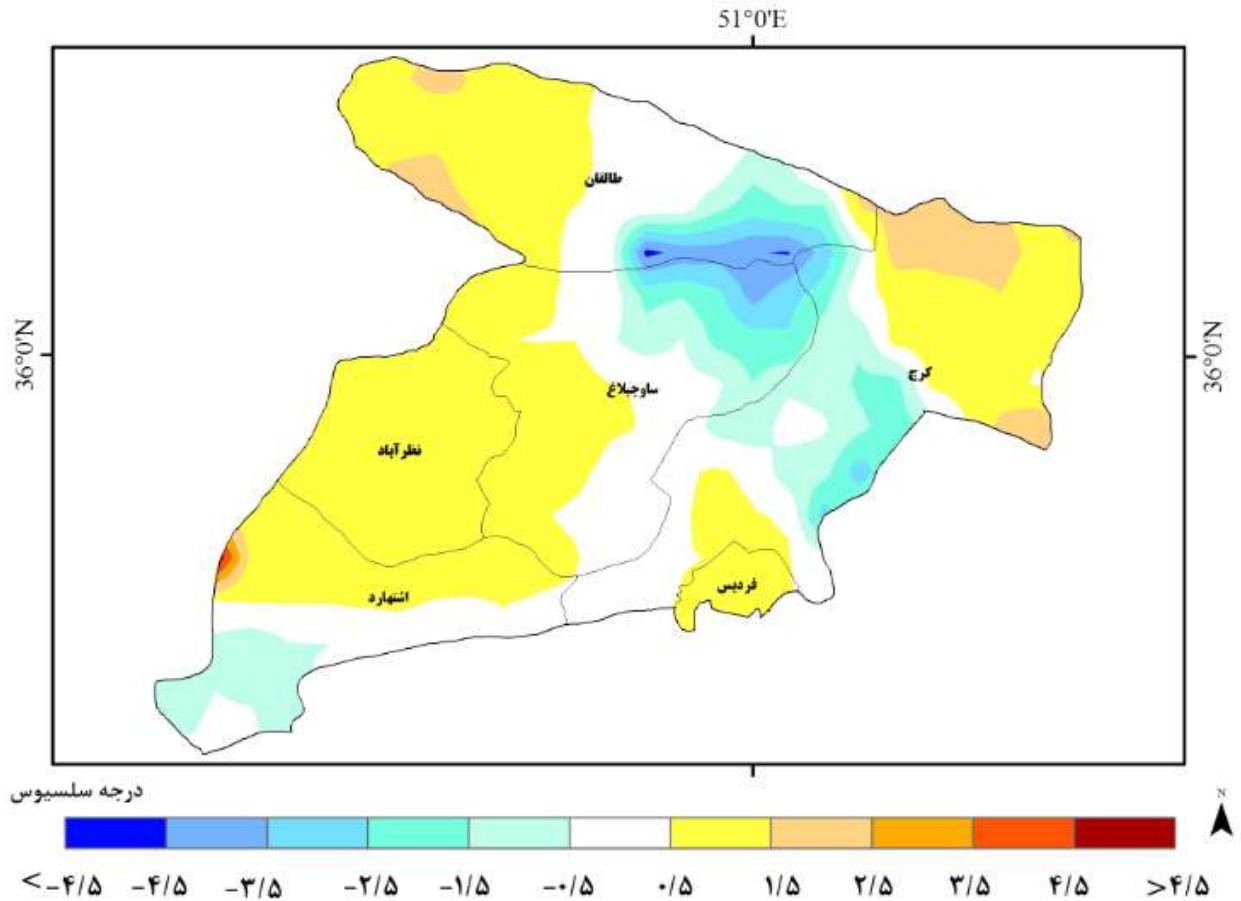 51°0'E
طالقان
36°0'N
36°0'N
کرج
ساوجبلاغ
نظرآباد
فردیس
اشتهارد
درجه سلسیوس
N
<-۴/۵ -۴/۵ -۳/۵ -۲/۵ -۱/۵ -۰/۵ ۰/۵ ۱/۵ ۲/۵ ۳/۵ ۴/۵ >۴/۵